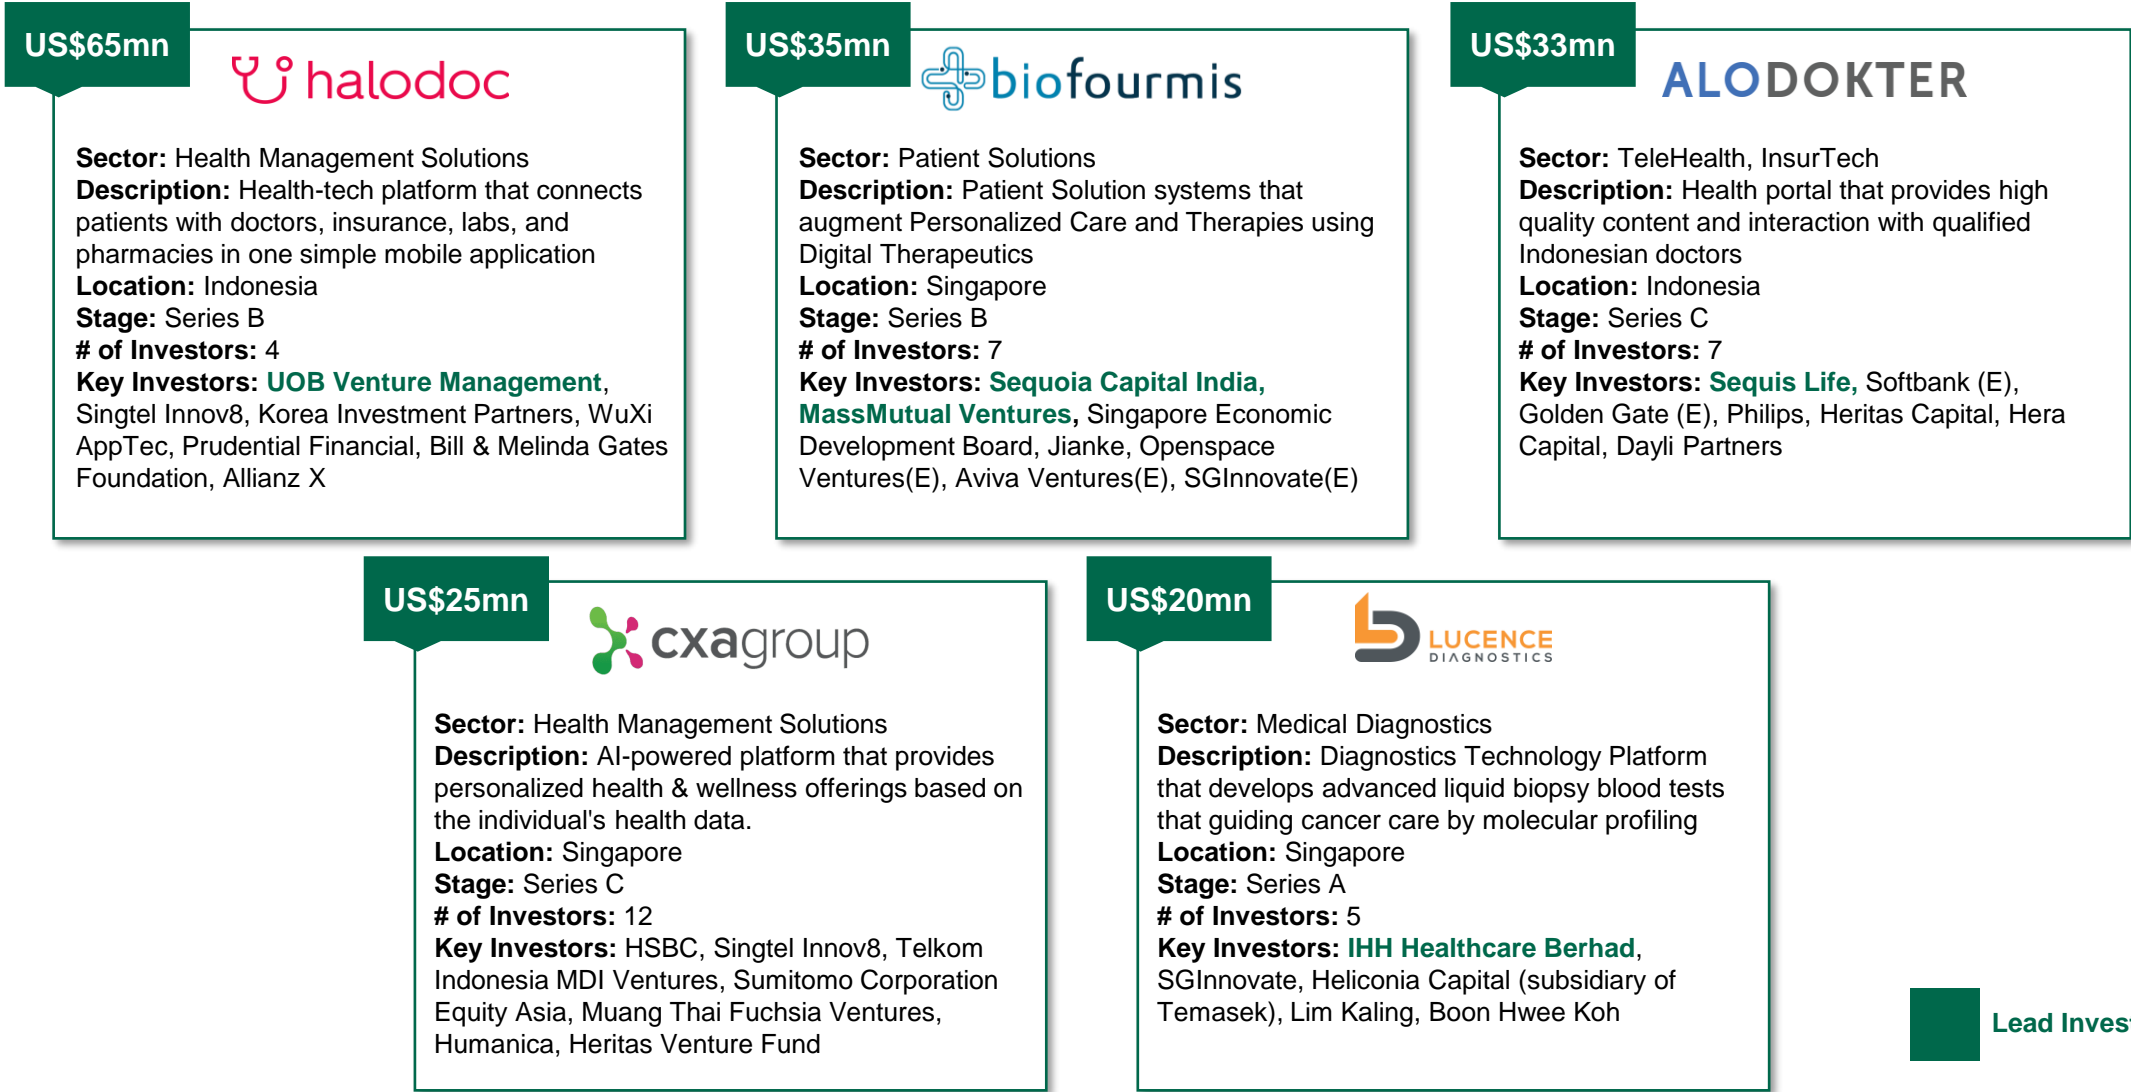 US$65mn
halodoc
Sector: Health Management Solutions
Description: Health-tech platform that connects
patients with doctors, insurance, labs, and
pharmacies in one simple mobile application
Location: Indonesia
Stage: Series B
# of Investors: 4
Key Investors: UOB Venture Management,
Singtel Innov8, Korea Investment Partners, WuXi
AppTec, Prudential Financial, Bill & Melinda Gates
Foundation, Allianz X
US$35mn
biofourmis
Sector: Patient Solutions
Description: Patient Solution systems that
augment Personalized Care and Therapies using
Digital Therapeutics
Location: Singapore
Stage: Series B
# of Investors: 7
Key Investors: Sequoia Capital India,
MassMutual Ventures, Singapore Economic
Development Board, Jianke, Openspace
Ventures(E), Aviva Ventures(E), SGInnovate(E)
US$33mn
ALODOKTER
Sector: TeleHealth, InsurTech
Description: Health portal that provides high
quality content and interaction with qualified
Indonesian doctors
Location: Indonesia
Stage: Series C
# of Investors: 7
Key Investors: Sequis Life, Softbank (E),
Golden Gate (E), Philips, Heritas Capital, Hera
Capital, Dayli Partners
US$25mn
cxagroup
Sector: Health Management Solutions
Description: AI-powered platform that provides
personalized health & wellness offerings based on
the individual's health data.
Location: Singapore
Stage: Series C
# of Investors: 12
Key Investors: HSBC, Singtel Innov8, Telkom
Indonesia MDI Ventures, Sumitomo Corporation
Equity Asia, Muang Thai Fuchsia Ventures,
Humanica, Heritas Venture Fund
US$20mn
LUCENCE
DIAGNOSTICS
Sector: Medical Diagnostics
Description: Diagnostics Technology Platform
that develops advanced liquid biopsy blood tests
that guiding cancer care by molecular profiling
Location: Singapore
Stage: Series A
# of Investors: 5
Key Investors: IHH Healthcare Berhad,
SGInnovate, Heliconia Capital (subsidiary of
Temasek), Lim Kaling, Boon Hwee Koh
Lead